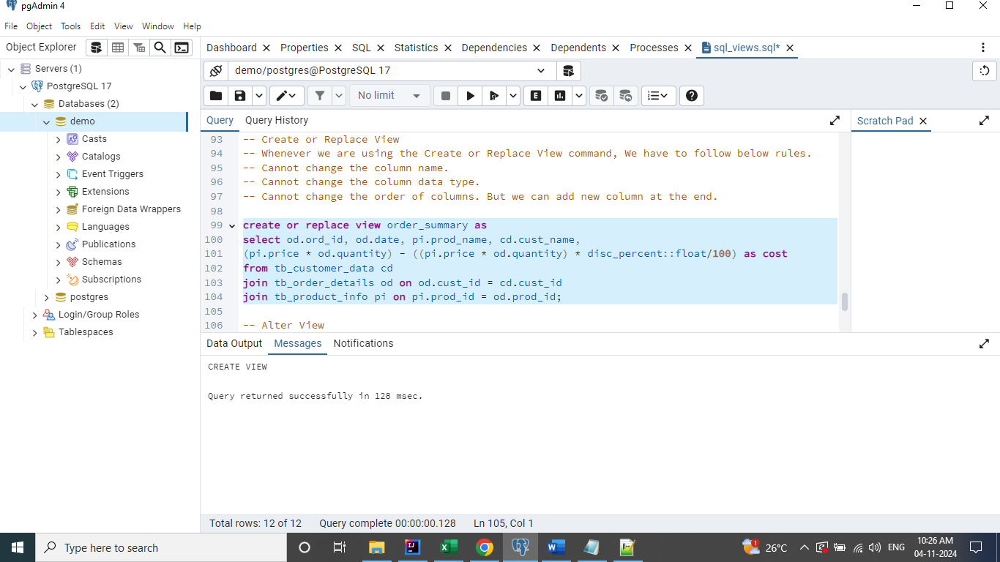 pgAdmin 4
File Object Tools Edit View Window Help
Object Explorer
Dashboard Properties SQL Statistics Dependencies Dependents Processes sql_views.sql*
Servers (1)
PostgreSQL 17
Databases (2)
demo
Casts
Catalogs
Event Triggers
Extensions
Foreign Data Wrappers
Languages
Publications
Schemas
Subscriptions
postgres
Login/Group Roles
Tablespaces
demo/postgres@PostgreSQL 17
No limit
E
Query Query History
Scratch Pad
93 -- Create or Replace View
94 -- Whenever we are using the Create or Replace View command, We have to follow below rules.
95 -- Cannot change the column name.
96 -- Cannot change the column data type.
97 -- Cannot change the order of columns. But we can add new column at the end.
98
99 create or replace view order_summary as
100 select od.ord_id, od.date, pi.prod_name, cd.cust_name,
101 (pi.price * od.quantity) - ((pi.price * od.quantity) * disc_percent::float/100) as cost
102 from tb_customer_data cd
103 join tb_order_details od on od.cust_id = cd.cust_id
104 join tb_product_info pi on pi.prod_id = od.prod_id;
105
106 -- Alter View
Data Output Messages Notifications
CREATE VIEW
Query returned successfully in 128 msec.
Total rows: 12 of 12 Query complete 00:00:00.128 Ln 105, Col 1
Type here to search
1
26°C
ENG
10:26 AM
04-11-2024